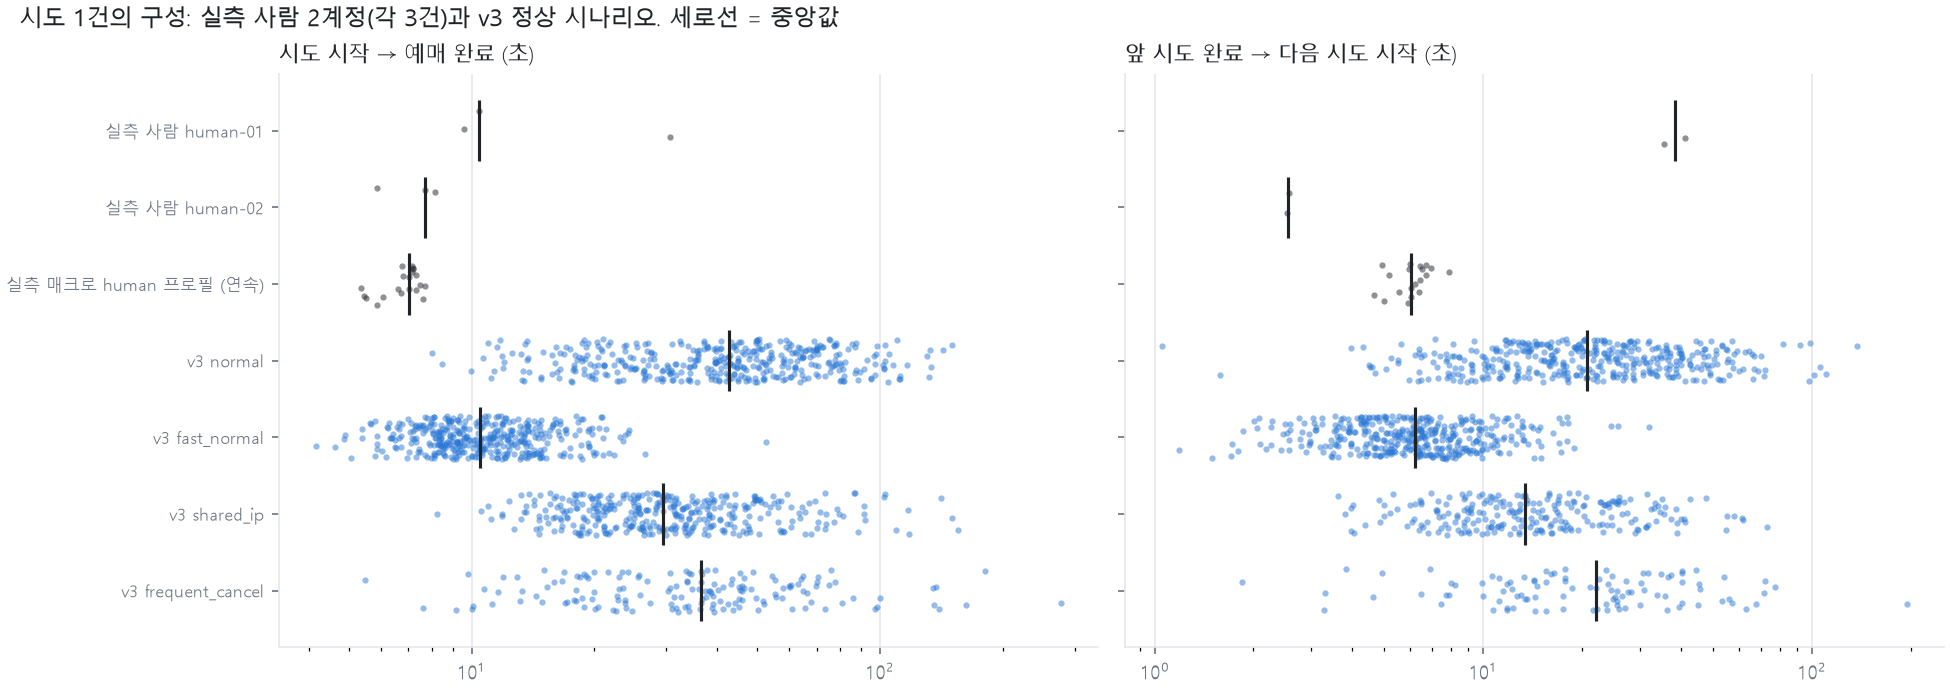 시도 1건의 구성: 실측 사람 2계정(각 3건)과 v3 정상 시나리오. 세로선 = 중앙값
시도 시작 → 예매 완료 (초)
앞 시도 완료 → 다음 시도 시작 (초)
실측 사람 human-01
실측 사람 human-02
실측 매크로 human 프로필 (연속)
v3 normal
v3 fast_normal
v3 shared_ip
v3 frequent_cancel
10¹ 10²
10⁰ 10¹ 10²